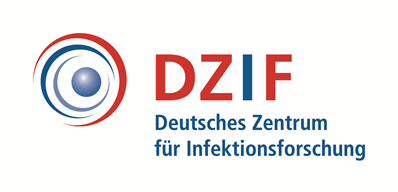 DZIF
Deutsches Zentrum
für Infektionsforschung